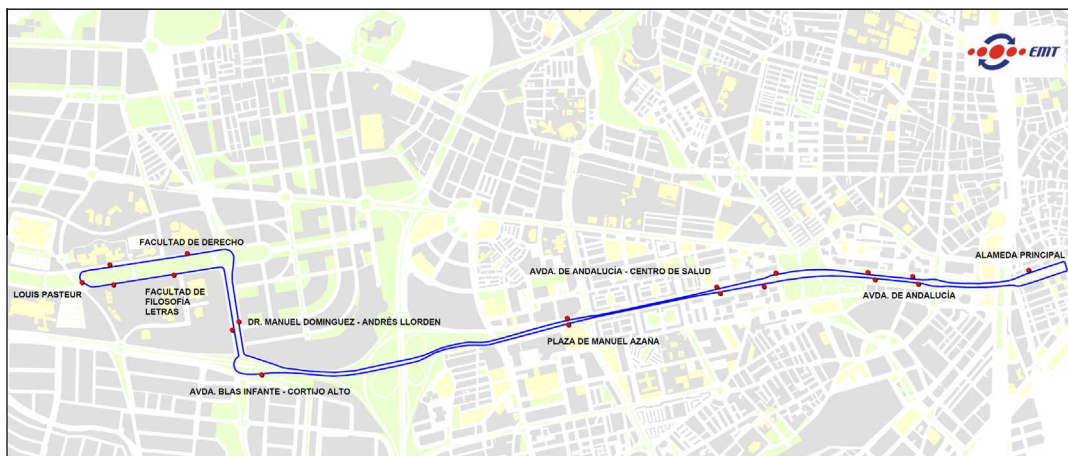 EMT
FACULTAD DE DERECHO
ALAMEDA PRINCIPAL
AVDA. DE ANDALUCÍA - CENTRO DE SALUD
LOUIS PASTEUR
FACULTAD DE
FILOSOFÍA
LETRAS
AVDA. DE ANDALUCÍA
DR. MANUEL DOMINGUEZ - ANDRÉS LLORDEN
PLAZA DE MANUEL AZAÑA
AVDA. BLAS INFANTE - CORTIJO ALTO